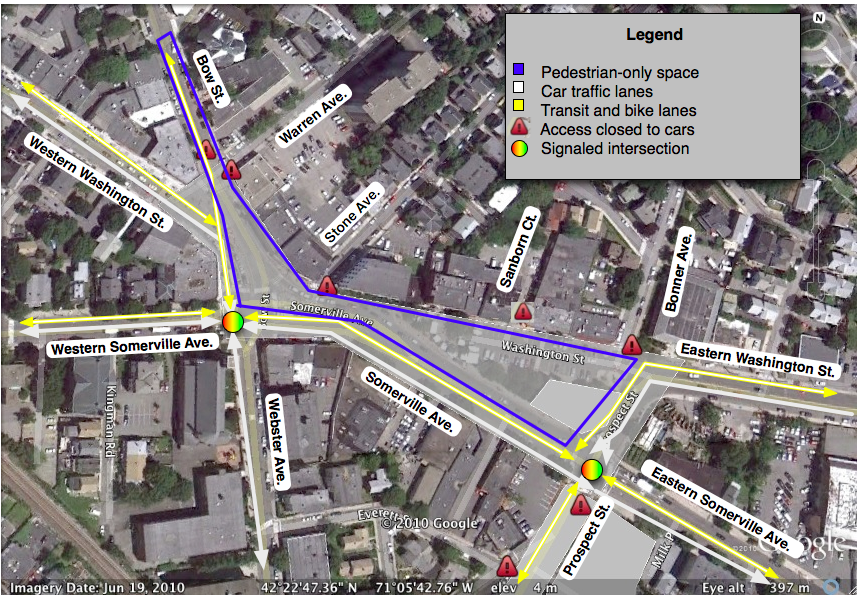 N
Legend
Pedestrian-only space
Car traffic lanes
Transit and bike lanes
Access closed to cars
Signaled intersection
Bow St.
Warren Ave.
Western Washington St.
Stone Ave.
Sanborn Ct.
Bonner Ave.
Somerville Ave
Washington St
Western Somerville Ave.
Eastern Washington St.
Somerville Ave.
Kingman Rd
Webster Ave.
Eastern Somerville Ave.
Everett
© 2010 Google
Prospect St.
Milk P
©2010 Google
Imagery Date: Jun 19, 2010 42°22'47.36" N 71°05'42.76" W elev 4 m Eye alt 397 m